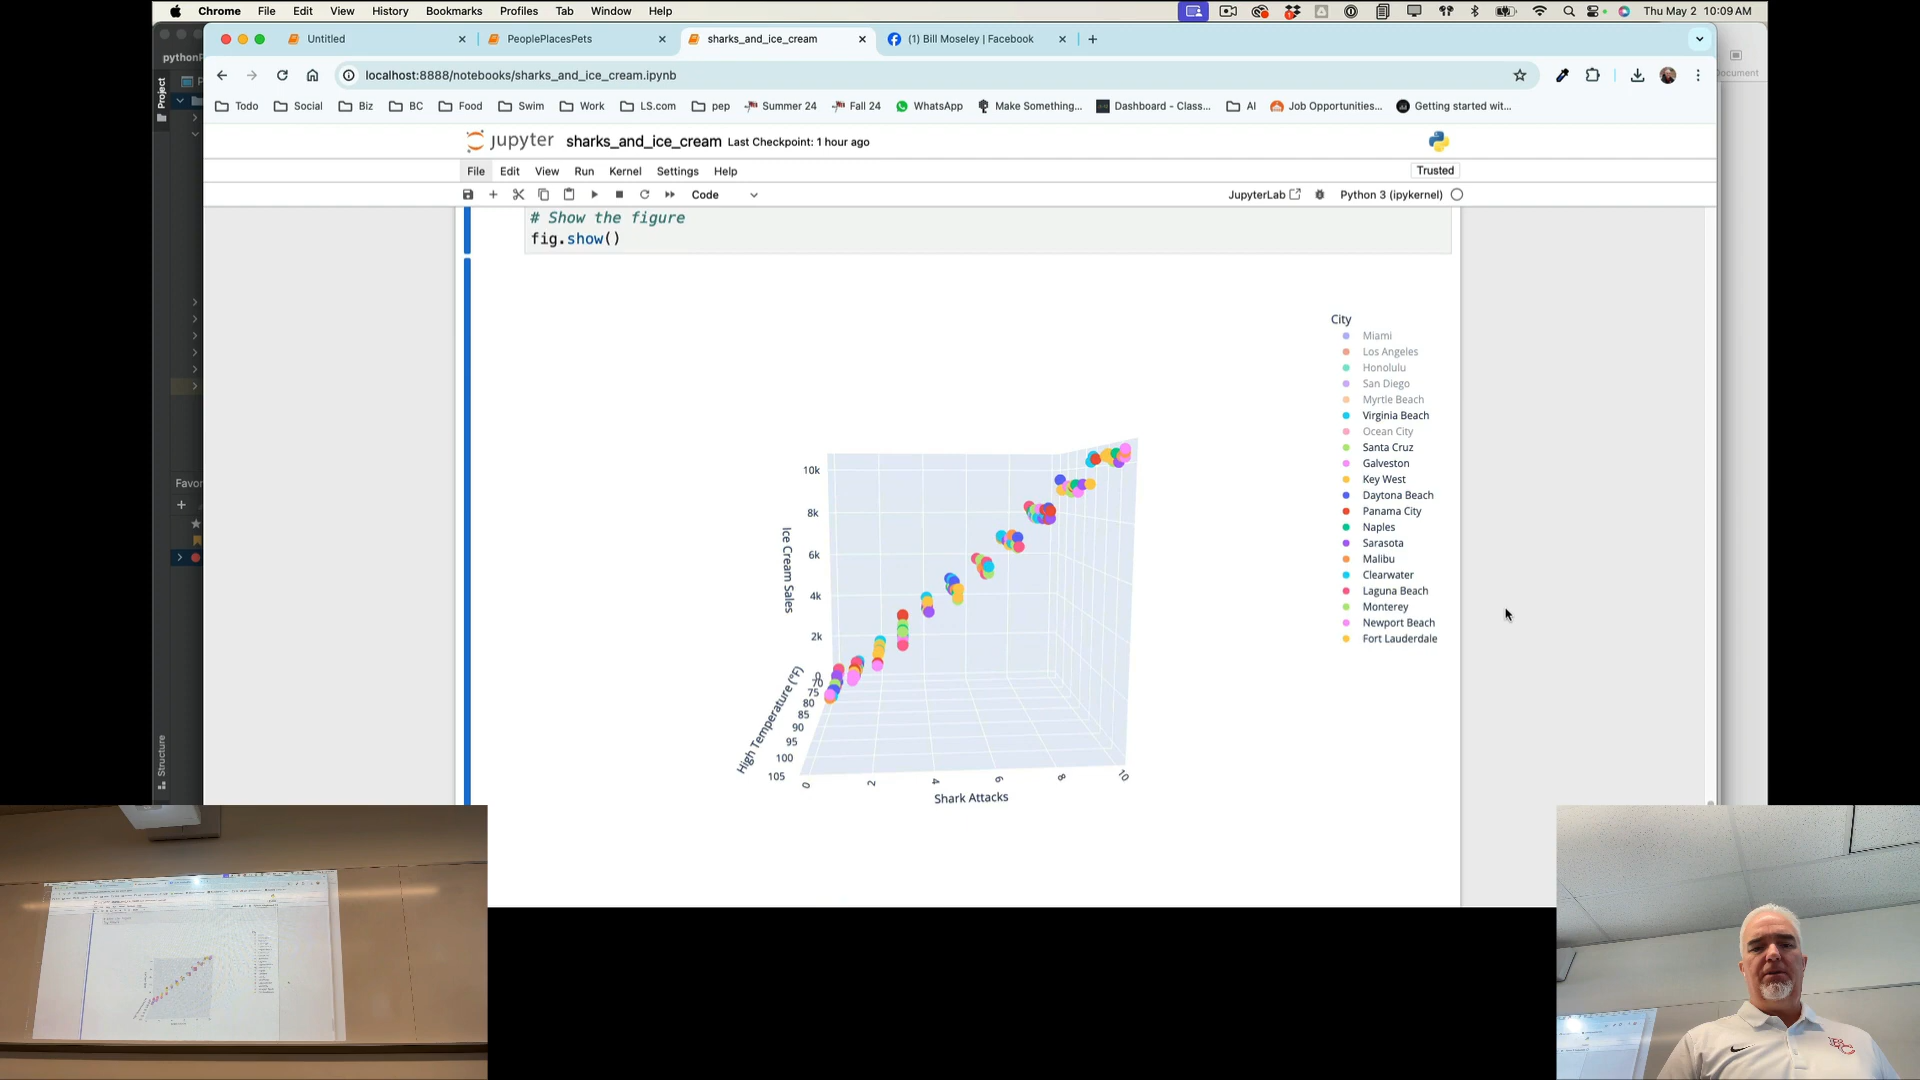 Chrome File Edit View History Bookmarks Profiles Tab Window Help Thu May 2 10:09 AM
Untitled PeoplePlacesPets sharks_and_ice_cream (1) Bill Moseley | Facebook
localhost:8888/notebooks/sharks_and_ice_cream.ipynb
Todo Social Biz BC Food Swim Work LS.com pep Summer 24 Fall 24 WhatsApp Make Something... Dashboard - Class... AI Job Opportunities... Getting started wit...
jupyter sharks_and_ice_cream Last Checkpoint: 1 hour ago
File Edit View Run Kernel Settings Help Trusted
Code JupyterLab Python 3 (ipykernel)
# Show the figure
fig.show()
City
Miami
Los Angeles
Honolulu
San Diego
Myrtle Beach
Virginia Beach
Ocean City
Santa Cruz
Galveston
Key West
Daytona Beach
Panama City
Naples
Sarasota
Malibu
Clearwater
Laguna Beach
Monterey
Newport Beach
Fort Lauderdale
10k
8k
6k
4k
2k
0
Ice Cream Sales
70
75
80
85
90
95
100
105
High Temperature (°F)
0 2 4 6 8 10
Shark Attacks
Project
Favor
Structure